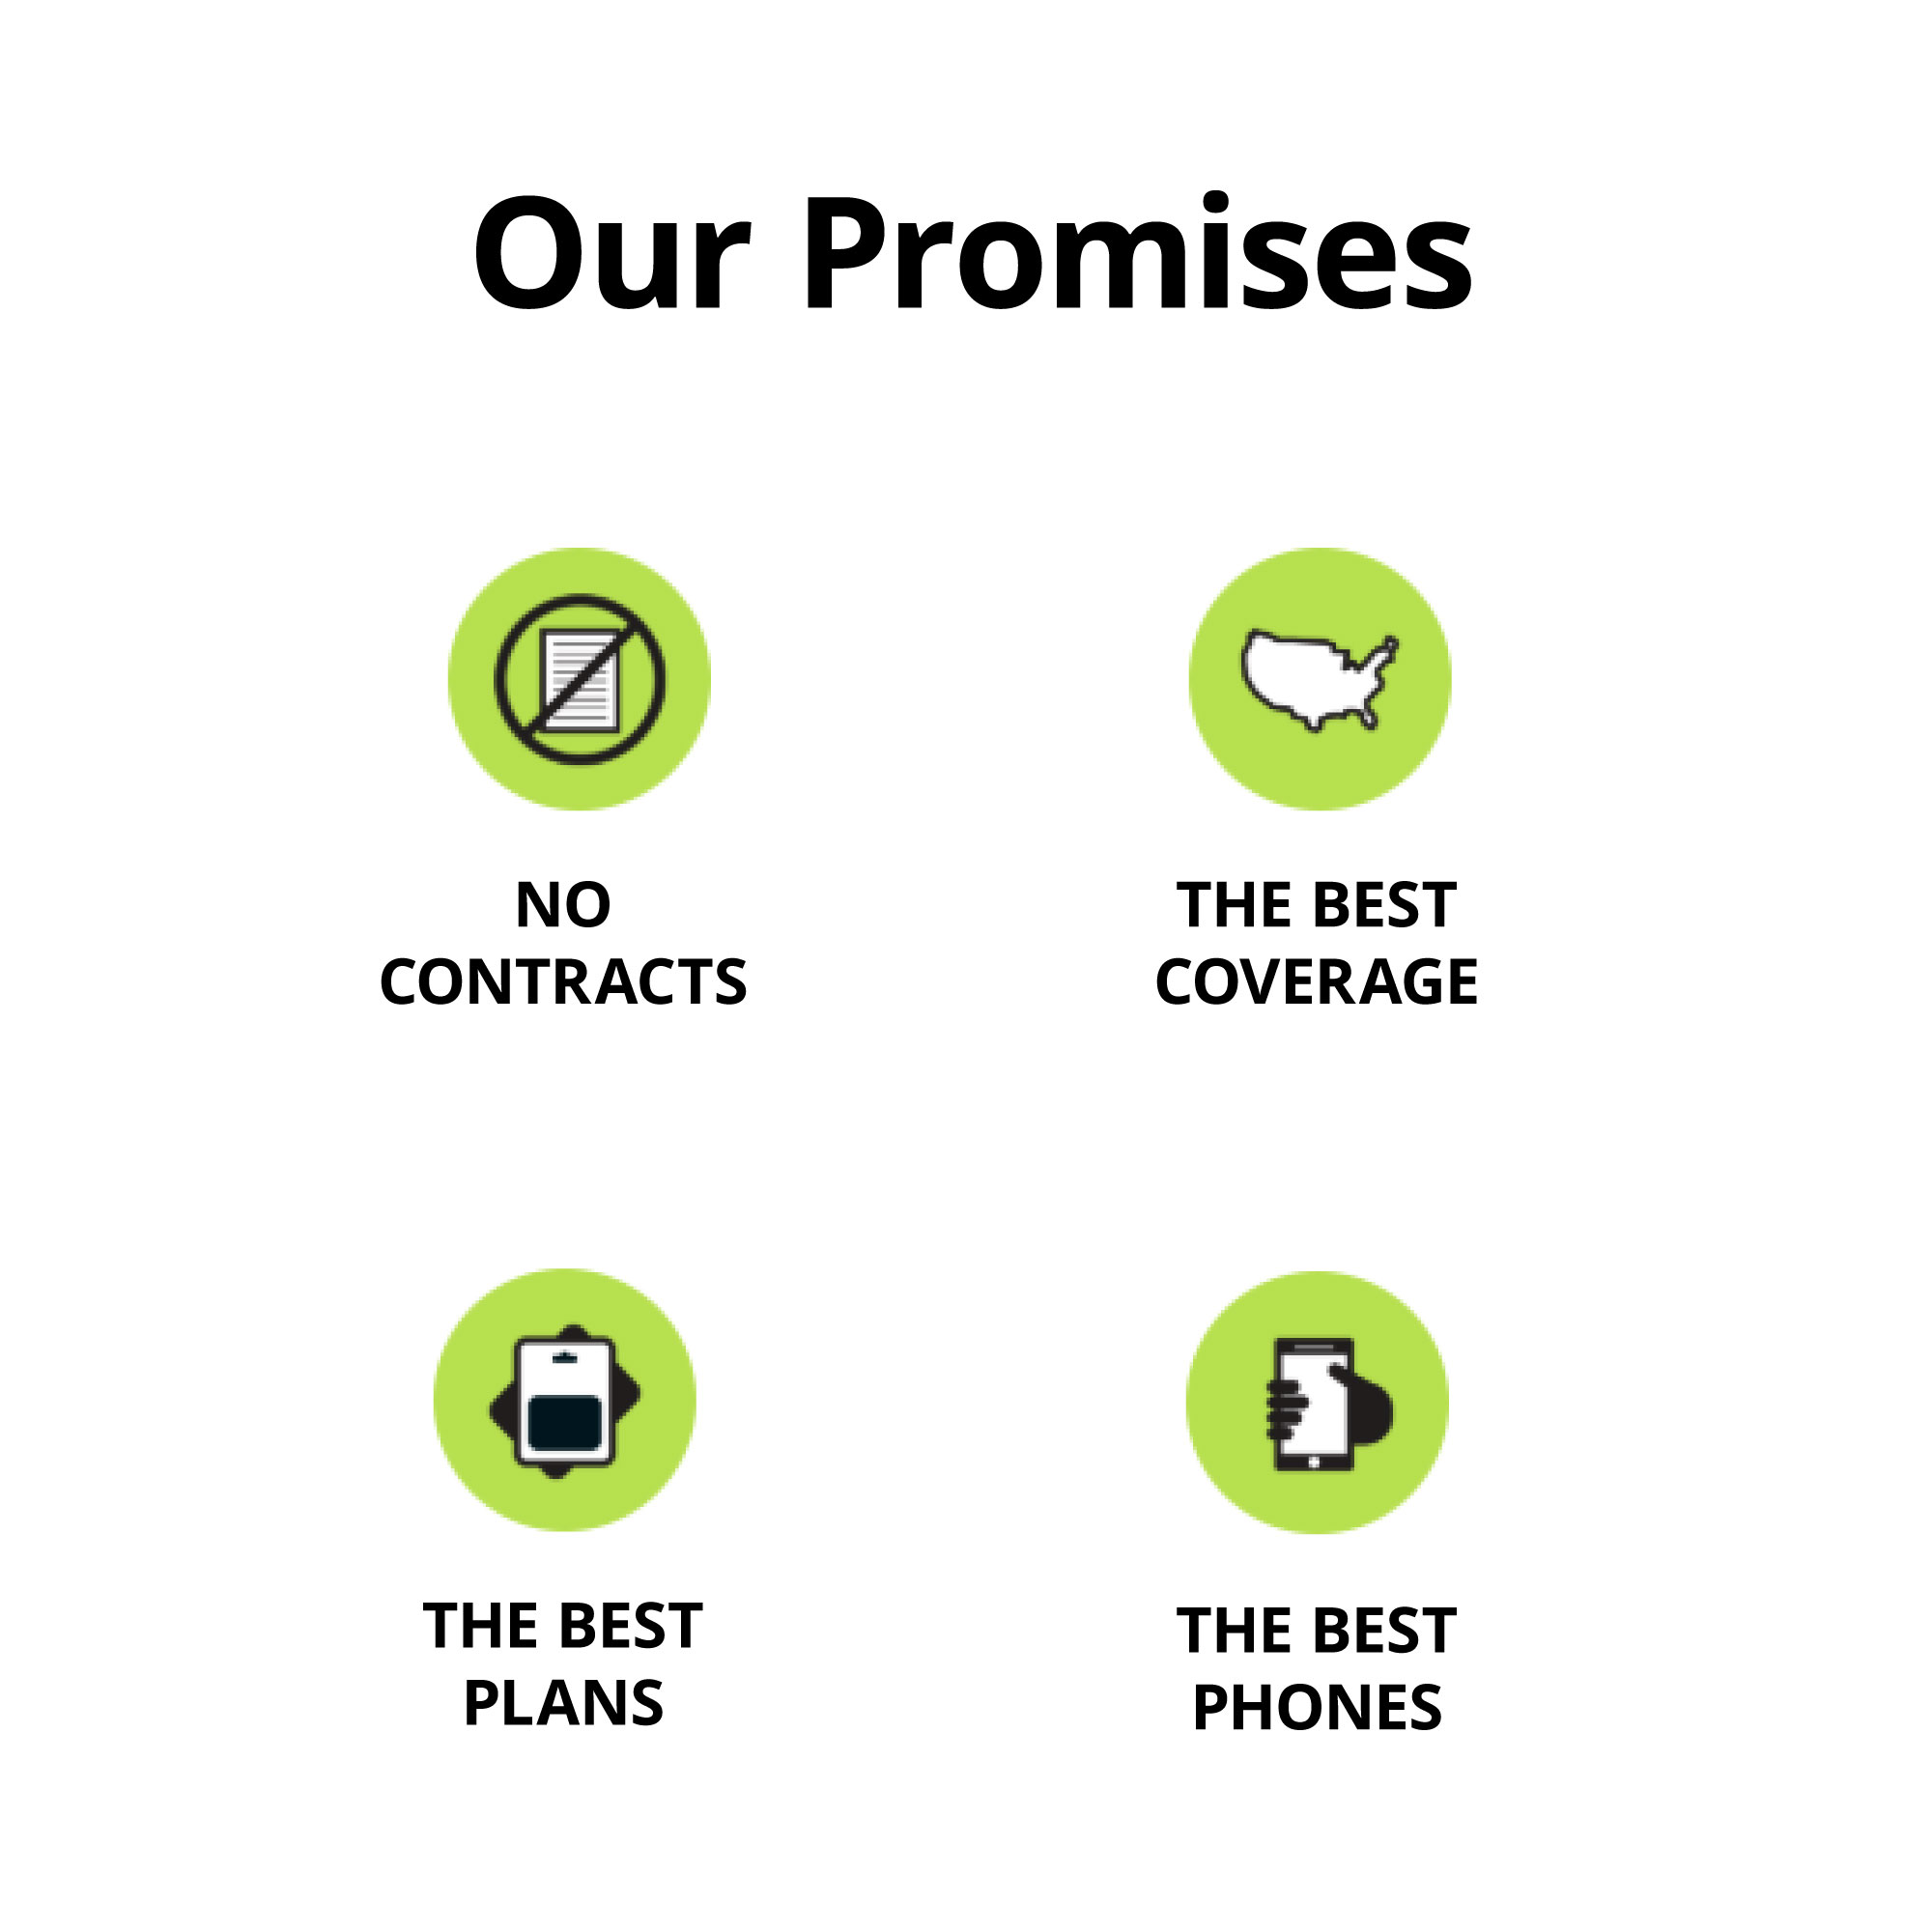 Our Promises
NO
CONTRACTS
THE BEST
COVERAGE
THE BEST
PLANS
THE BEST
PHONES